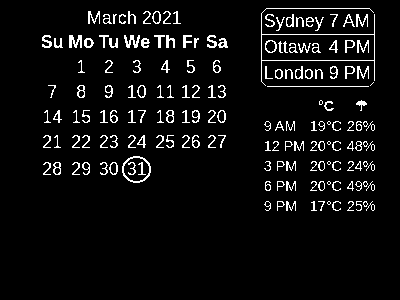 March 2021
Su Mo Tu We Th Fr Sa
1 2 3 4 5 6
7 8 9 10 11 12 13
14 15 16 17 18 19 20
21 22 23 24 25 26 27
28 29 30 31
Sydney 7 AM
Ottawa 4 PM
London 9 PM
°C ☂
9 AM 19°C 26%
12 PM 20°C 48%
3 PM 20°C 24%
6 PM 20°C 49%
9 PM 17°C 25%